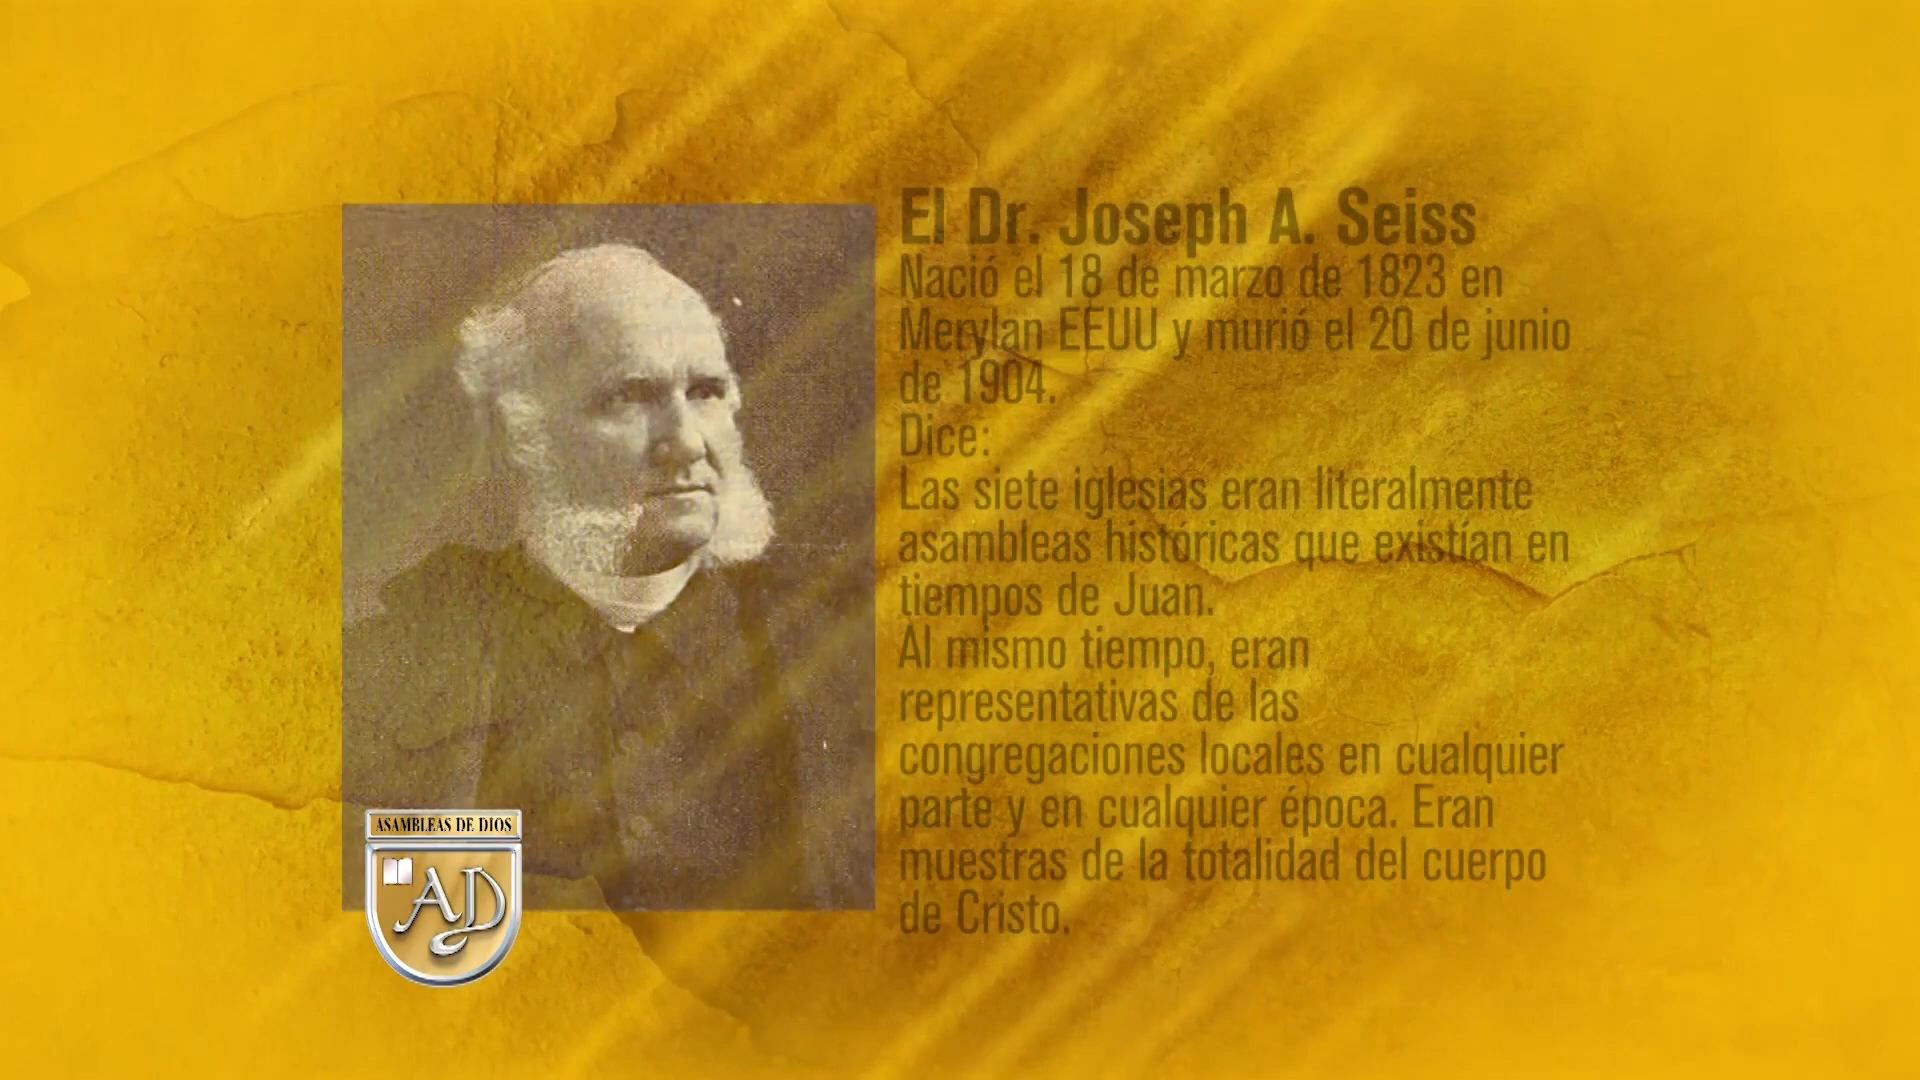 El Dr. Joseph A. Seiss
Nació el 18 de marzo de 1823 en
Merylan EEUU y murió el 20 de junio
de 1904.
Dice:
Las siete iglesias eran literalmente
asambleas históricas que existían en
tiempos de Juan.
Al mismo tiempo, eran
representativas de las
congregaciones locales en cualquier
parte y en cualquier época. Eran
muestras de la totalidad del cuerpo
de Cristo.
ASAMBLEAS DE DIOS
AD